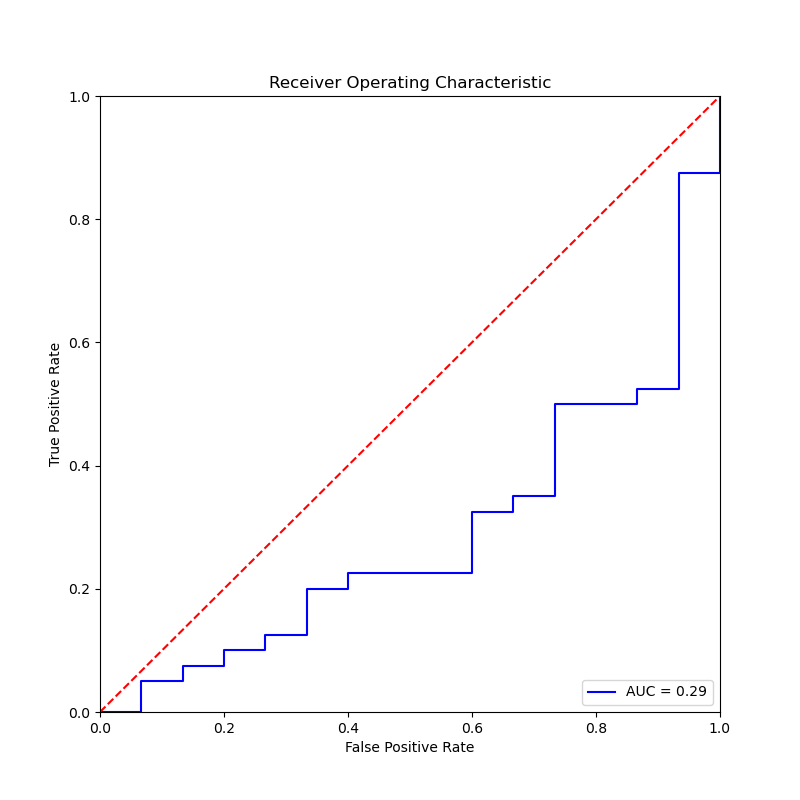 Receiver Operating Characteristic
1.0
0.8
0.6
0.4
0.2
0.0
True Positive Rate
AUC = 0.29
0.0 0.2 0.4 0.6 0.8 1.0
False Positive Rate